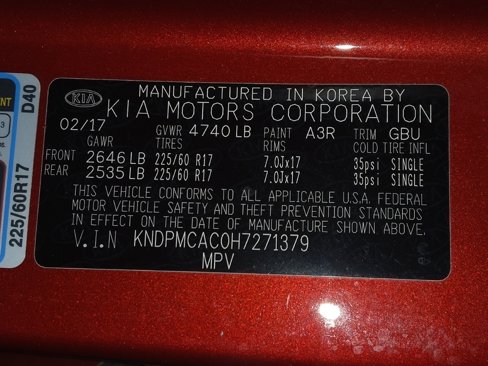 MANUFACTURED IN KOREA BY
KIA KIA MOTORS CORPORATION
02/17 GVWR 4740 LB PAINT A3R TRIM GBU
GAWR TIRES RIMS COLD TIRE INFL
FRONT 2646 LB 225/60 R17 7.0Jx17 35psi SINGLE
REAR 2535 LB 225/60 R17 7.0Jx17 35psi SINGLE
THIS VEHICLE CONFORMS TO ALL APPLICABLE U.S.A. FEDERAL
MOTOR VEHICLE SAFETY AND THEFT PREVENTION STANDARDS
IN EFFECT ON THE DATE OF MANUFACTURE SHOWN ABOVE.
V.I.N KNDPMCAC0H7271379
MPV
D40
225/60R17